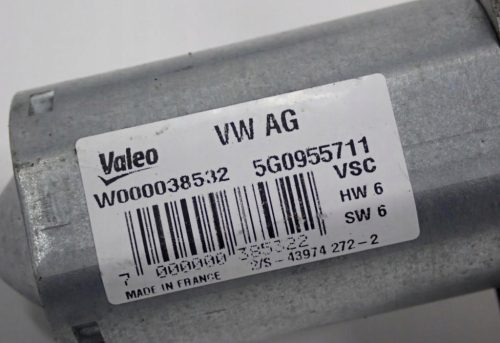 VW AG
Valeo
W000038532 5G0955711
VSC
HW 6
SW 6
7 000000 385322
2/S - 43974 272-2
MADE IN FRANCE